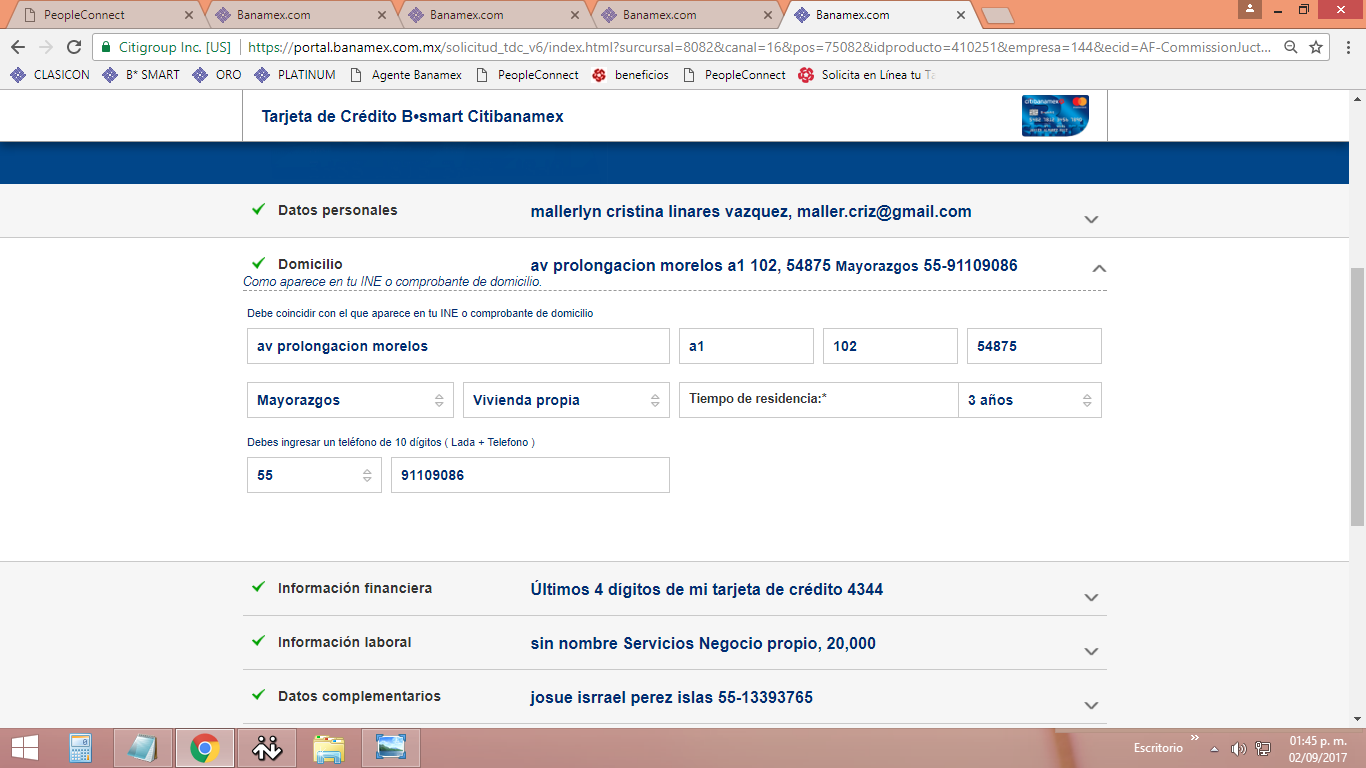 PeopleConnect
Banamex.com
Banamex.com
Banamex.com
Banamex.com
Citigroup Inc. [US] https://portal.banamex.com.mx/solicitud_tdc_v6/index.html?surcursal=8082&canal=16&pos=75082&idproducto=410251&empresa=144&ecid=AF-CommissionJuct...
CLASICON B* SMART ORO PLATINUM Agente Banamex PeopleConnect beneficios PeopleConnect Solicita en Línea tu
Tarjeta de Crédito B•smart Citibanamex
citibanamex
Datos personales mallerlyn cristina linares vazquez, maller.criz@gmail.com
Domicilio av prolongacion morelos a1 102, 54875 Mayorazgos 55-91109086
Como aparece en tu INE o comprobante de domicilio.
Debe coincidir con el que aparece en tu INE o comprobante de domicilio
av prolongacion morelos a1 102 54875
Mayorazgos Vivienda propia Tiempo de residencia:* 3 años
Debes ingresar un teléfono de 10 dígitos ( Lada + Telefono )
55 91109086
Información financiera Últimos 4 dígitos de mi tarjeta de crédito 4344
Información laboral sin nombre Servicios Negocio propio, 20,000
Datos complementarios josue isrrael perez islas 55-13393765
Escritorio
01:45 p. m.
02/09/2017